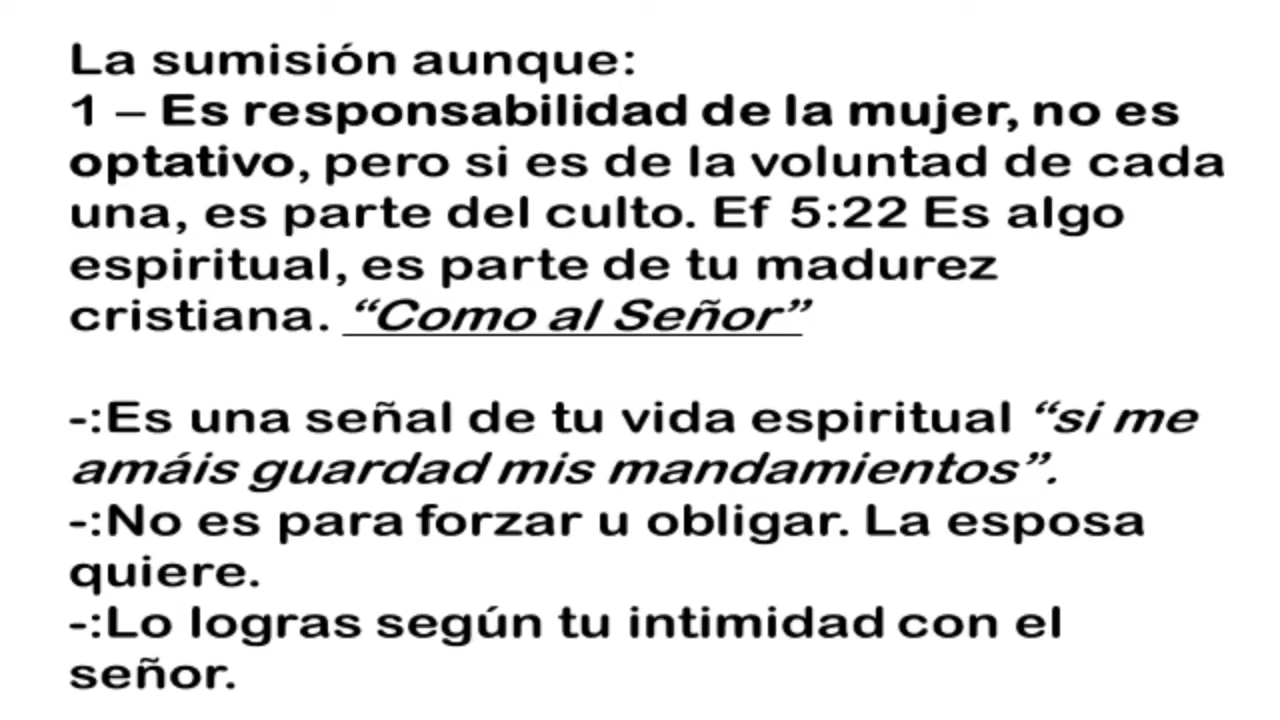 La sumisión aunque:
1 – Es responsabilidad de la mujer, no es
optativo, pero si es de la voluntad de cada
una, es parte del culto. Ef 5:22 Es algo
espiritual, es parte de tu madurez
cristiana. “Como al Señor”
-:Es una señal de tu vida espiritual “si me
amáis guardad mis mandamientos”.
-:No es para forzar u obligar. La esposa
quiere.
-:Lo logras según tu intimidad con el
señor.